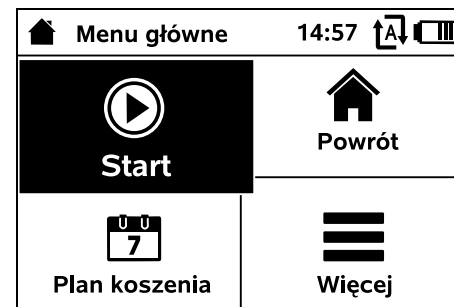 Menu główne 14:57 A
Start
Powrót
7
Plan koszenia
Więcej